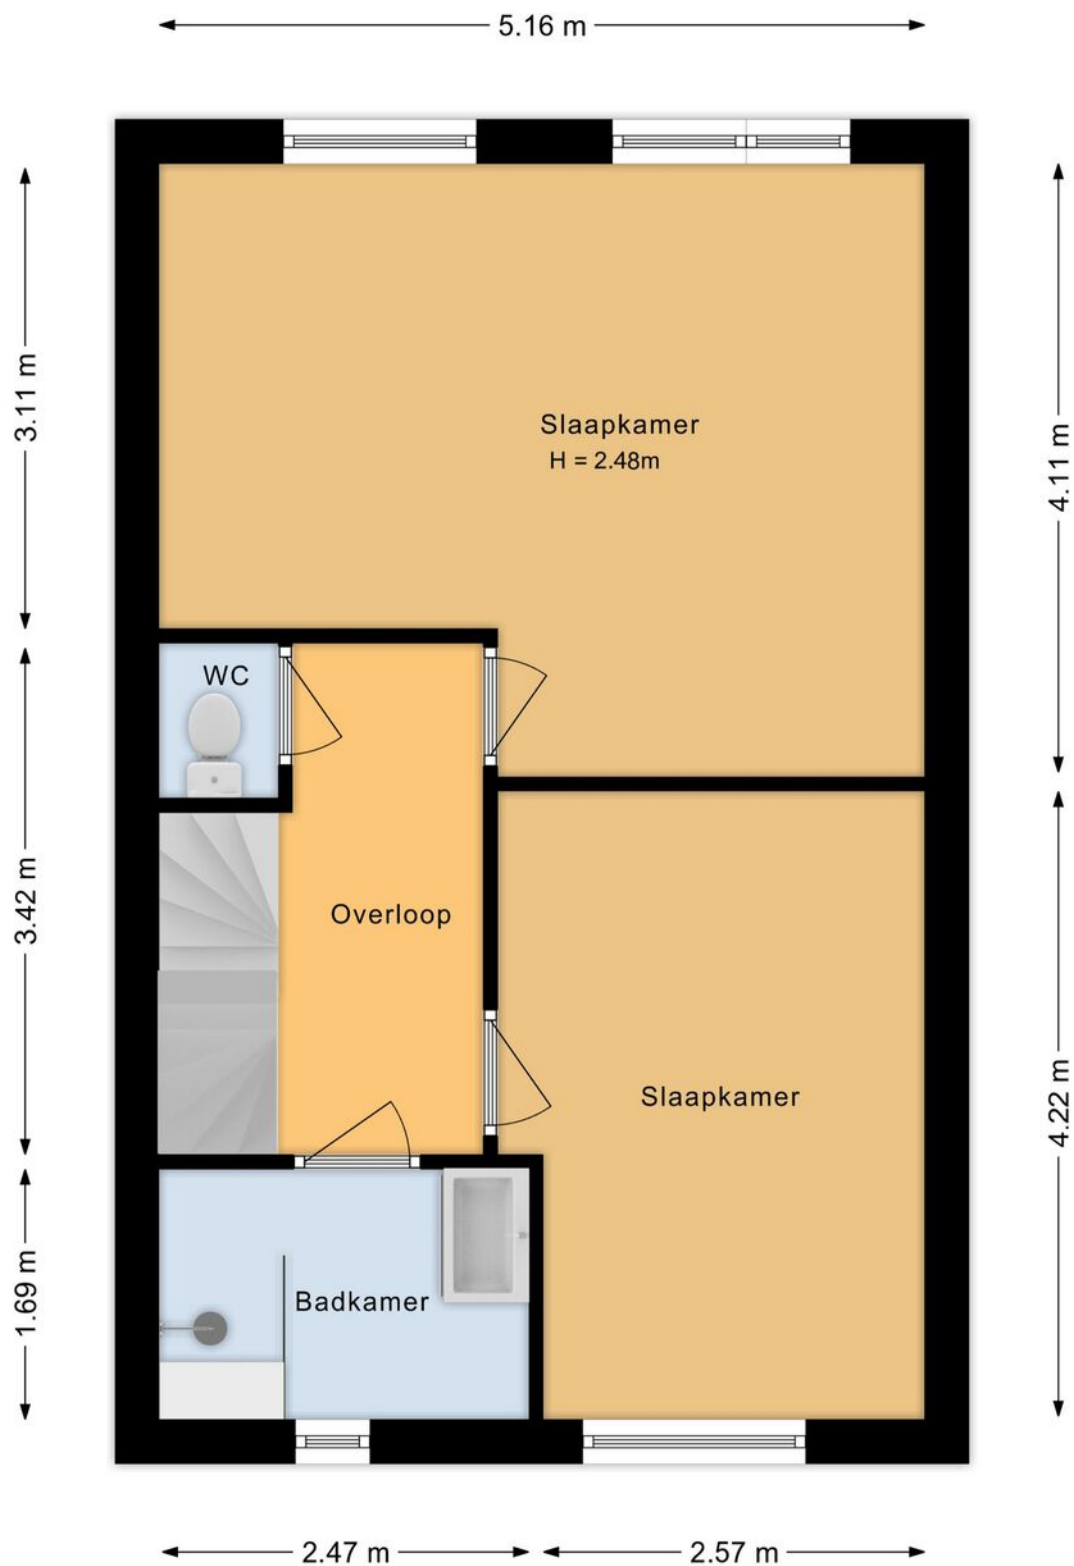 5.16 m
3.11 m
4.11 m
Slaapkamer
H = 2.48m
WC
3.42 m
Overloop
Slaapkamer
4.22 m
1.69 m
Badkamer
2.47 m
2.57 m